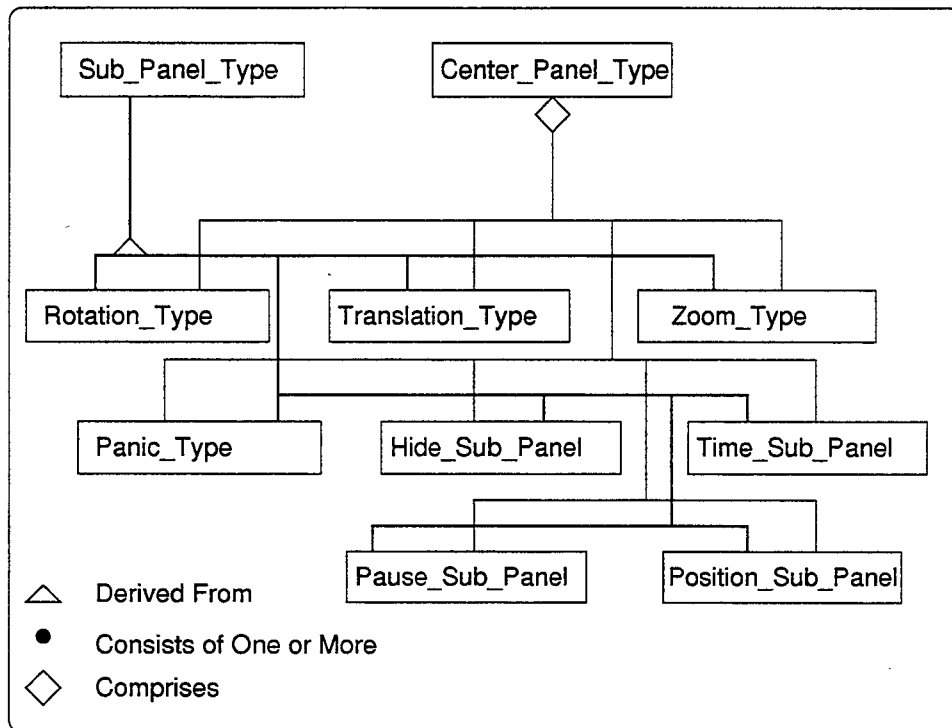 Sub_Panel_Type
Center_Panel_Type
Rotation_Type
Translation_Type
Zoom_Type
Panic_Type
Hide_Sub_Panel
Time_Sub_Panel
Pause_Sub_Panel
Position_Sub_Panel
Derived From
Consists of One or More
Comprises